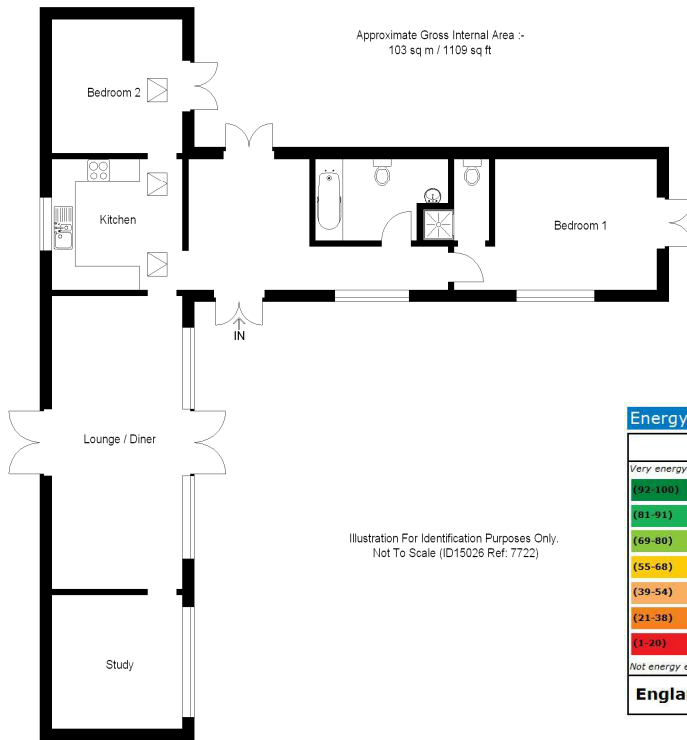 Approximate Gross Internal Area :-
103 sq m / 1109 sq ft
Bedroom 2
Kitchen
Bedroom 1
IN
Lounge / Diner
Illustration For Identification Purposes Only.
Not To Scale (ID15026 Ref: 7722)
Study
Energy
Very energy
(92-100)
(81-91)
(69-80)
(55-68)
(39-54)
(21-38)
(1-20)
Not energy e
Engla